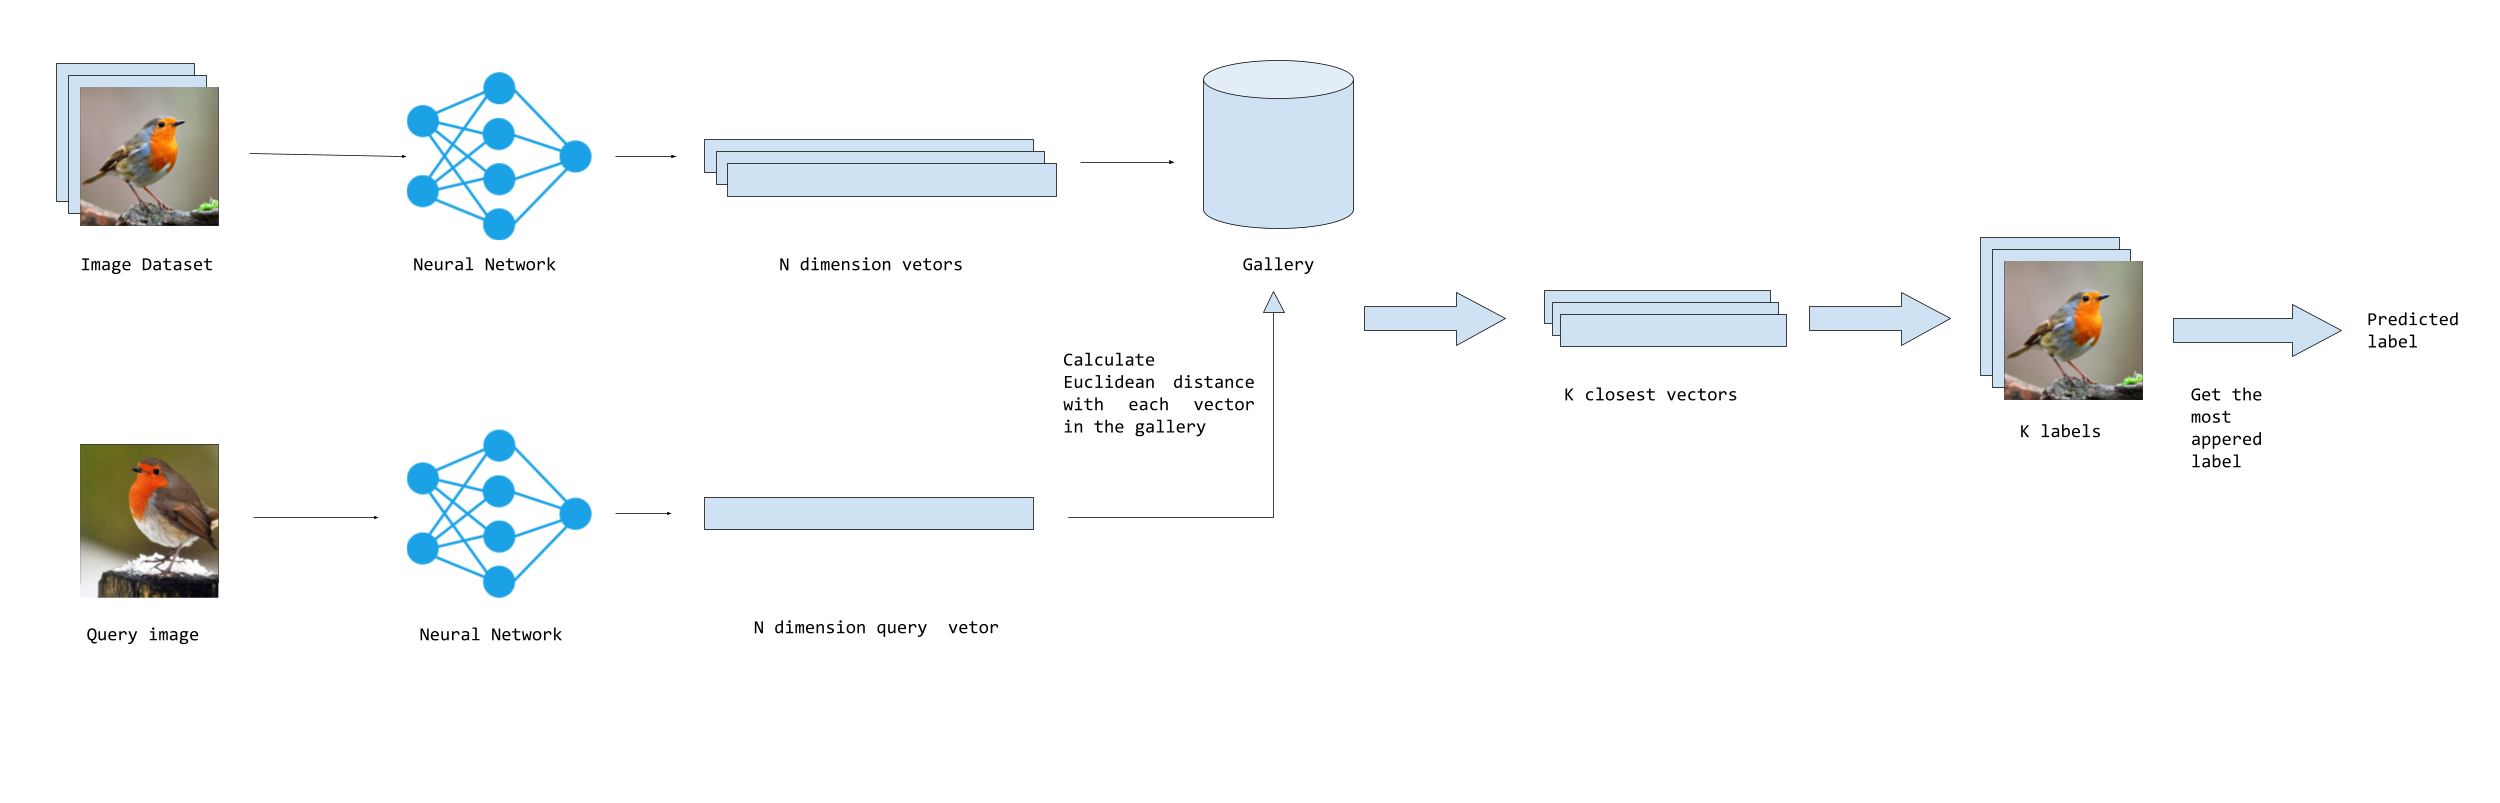 Image Dataset
Neural Network
N dimension vetors
Gallery
Calculate
Euclidean distance
with each vector
in the gallery
K closest vectors
K labels
Get the
most
appered
label
Predicted
label
Query image
Neural Network
N dimension query vetor